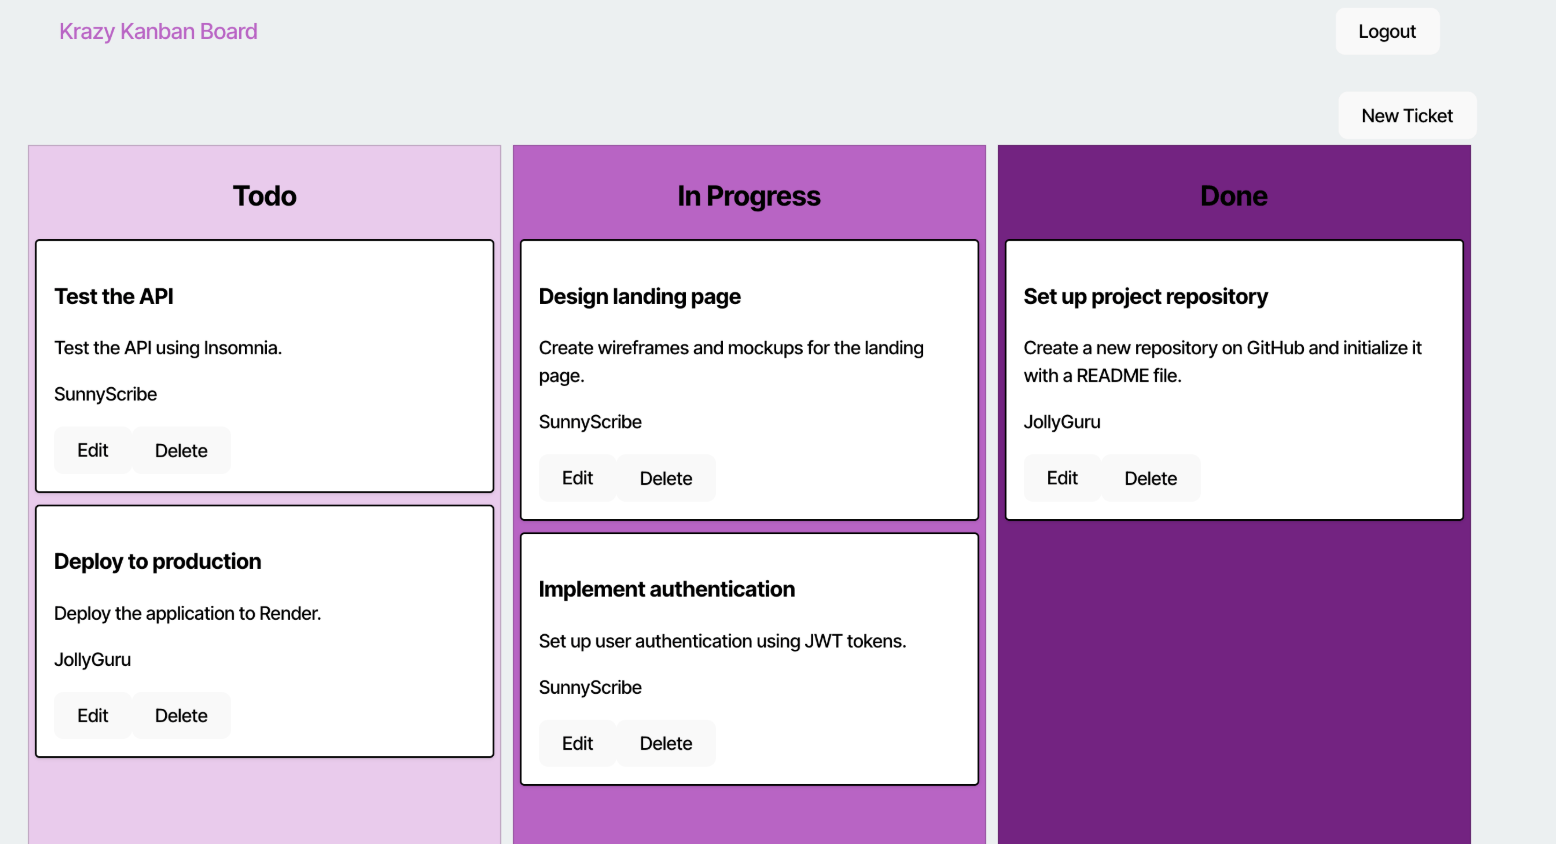 Krazy Kanban Board
Logout
New Ticket
Todo
Test the API
Test the API using Insomnia.
SunnyScribe
Edit Delete
Deploy to production
Deploy the application to Render.
JollyGuru
Edit Delete
In Progress
Design landing page
Create wireframes and mockups for the landing
page.
SunnyScribe
Edit Delete
Implement authentication
Set up user authentication using JWT tokens.
SunnyScribe
Edit Delete
Done
Set up project repository
Create a new repository on GitHub and initialize it
with a README file.
JollyGuru
Edit Delete